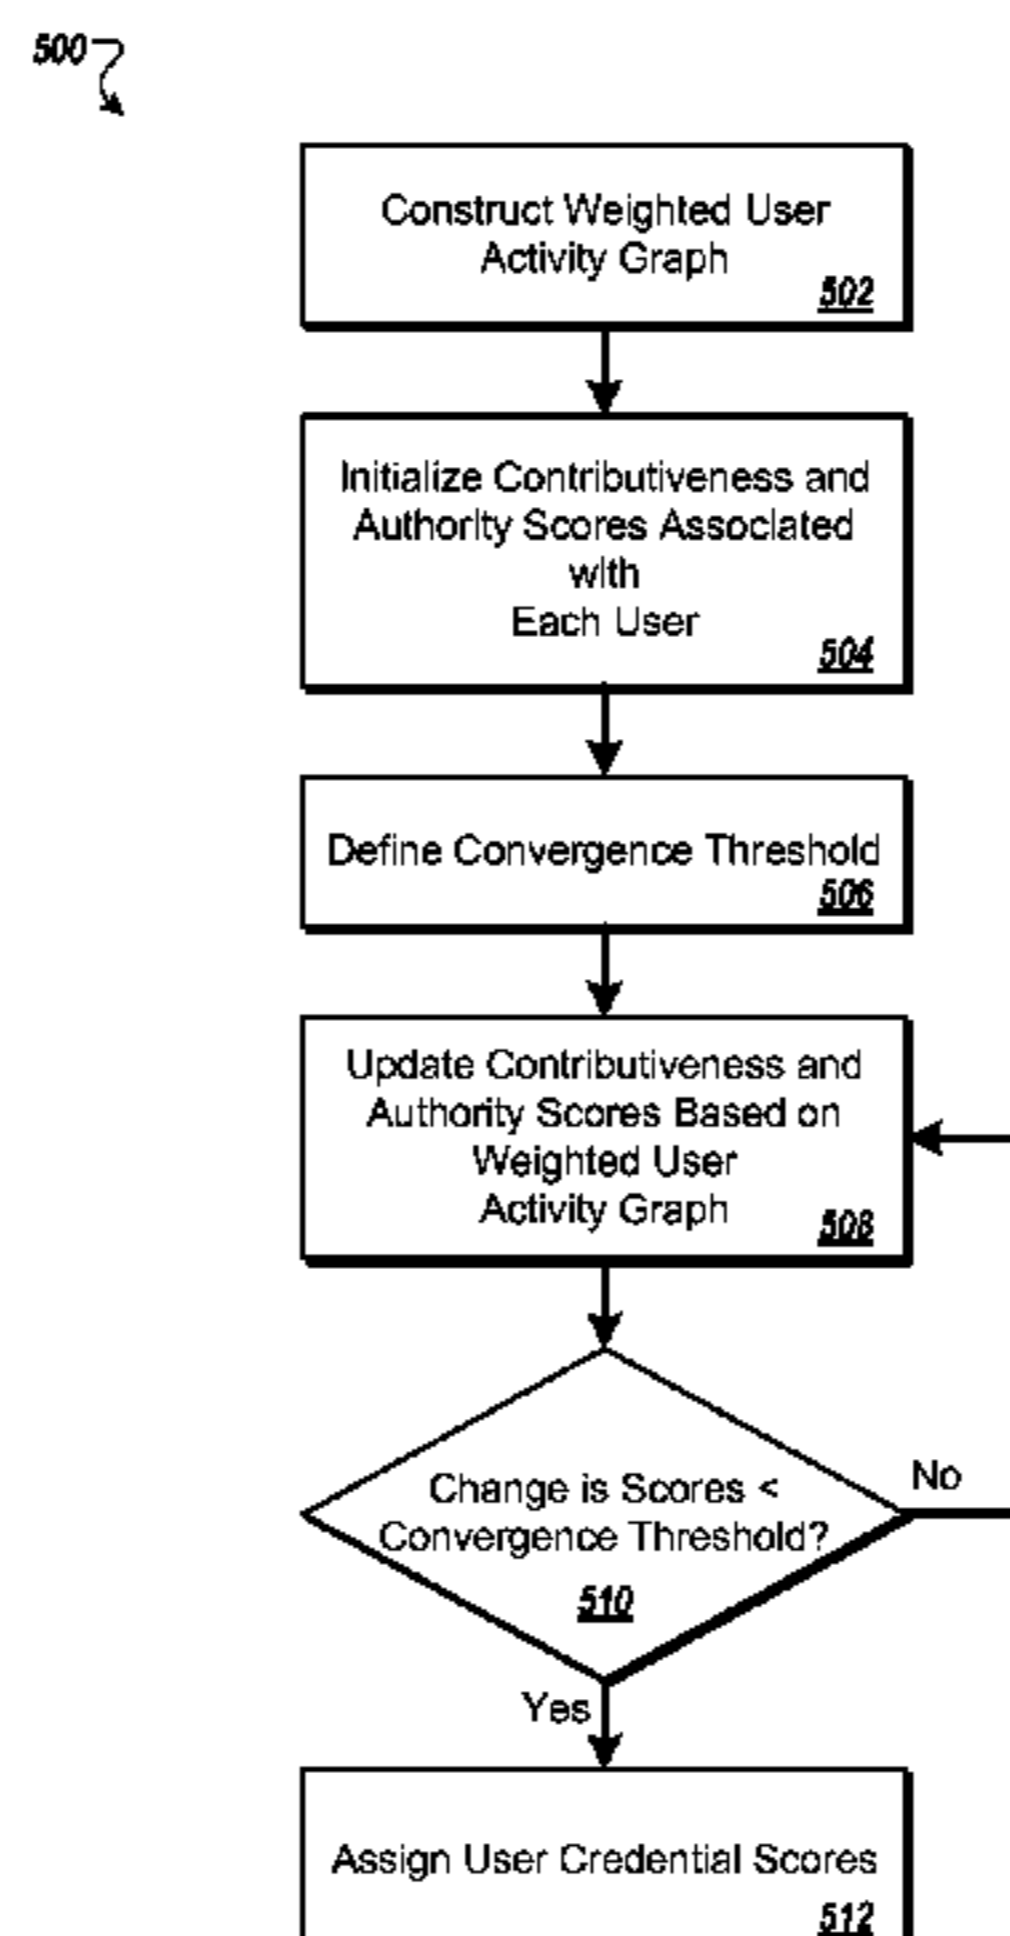 500
Construct Weighted User
Activity Graph
502
Initialize Contributiveness and
Authority Scores Associated
with
Each User
504
Define Convergence Threshold
506
Update Contributiveness and
Authority Scores Based on
Weighted User
Activity Graph
508
Change is Scores <
Convergence Threshold?
510
No
Yes
Assign User Credential Scores
512